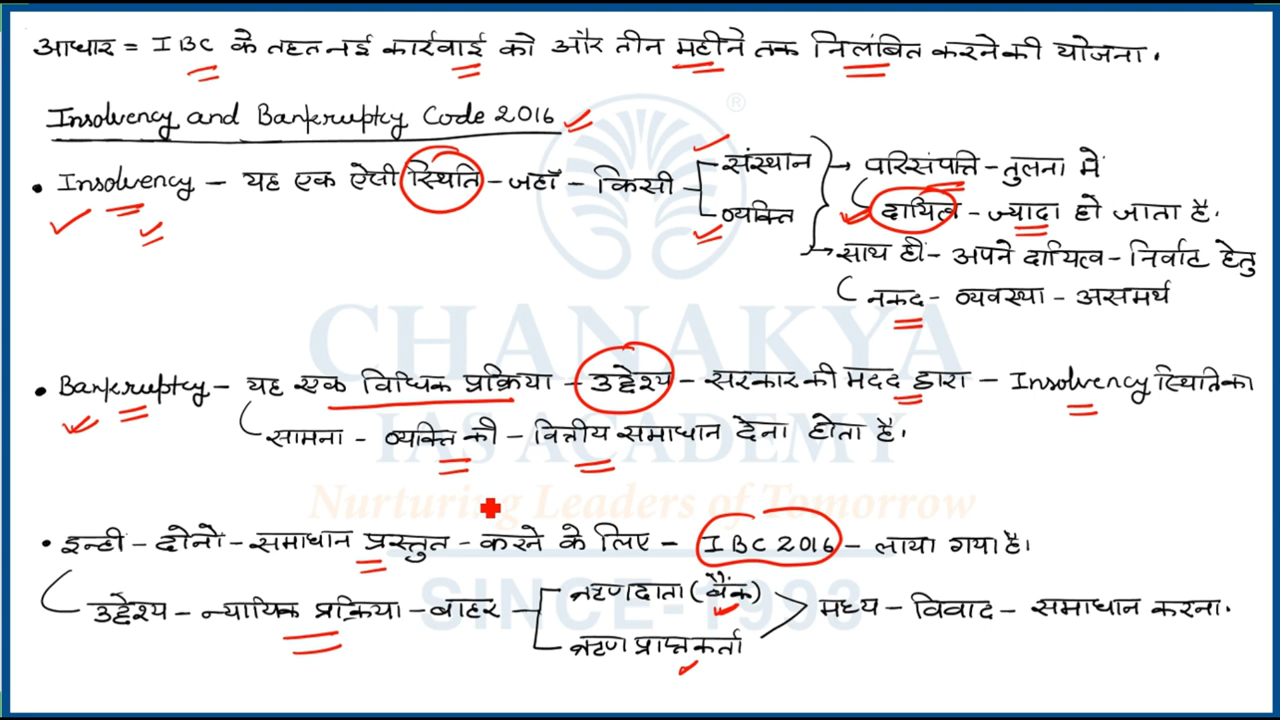 आधार = IBC के तहत नई कार्रवाई को और तीन महीने तक निलंबित करने की योजना.
Insolvency and Bankruptcy Code 2016
• Insolvency – यह एक ऐसी स्थिति – जहाँ – किसी
संस्थान
व्यक्ति
→ परिसंपत्ति – तुलना में
दायित्व – ज्यादा हो जाता है.
→ साथ ही – अपने दायित्व – निर्वाह हेतु
नकद – व्यवस्था – असमर्थ
• Bankruptcy – यह एक विधिक प्रक्रिया – उद्देश्य – सरकार की मदद द्वारा – Insolvency स्थिति का
सामना – व्यक्ति को – वित्तीय समाधान देना होता है.
• इन्ही – दोनो – समाधान प्रस्तुत – करने के लिए – IBC 2016 – लाया गया है.
उद्देश्य – न्यायिक प्रक्रिया – बाहर
ऋणदाता (बैंक)
ऋण प्राप्तकर्ता
मध्य – विवाद – समाधान करना.
®
CHANAKYA
IAS ACADEMY
Nurturing Leaders of Tomorrow
SINCE-1993